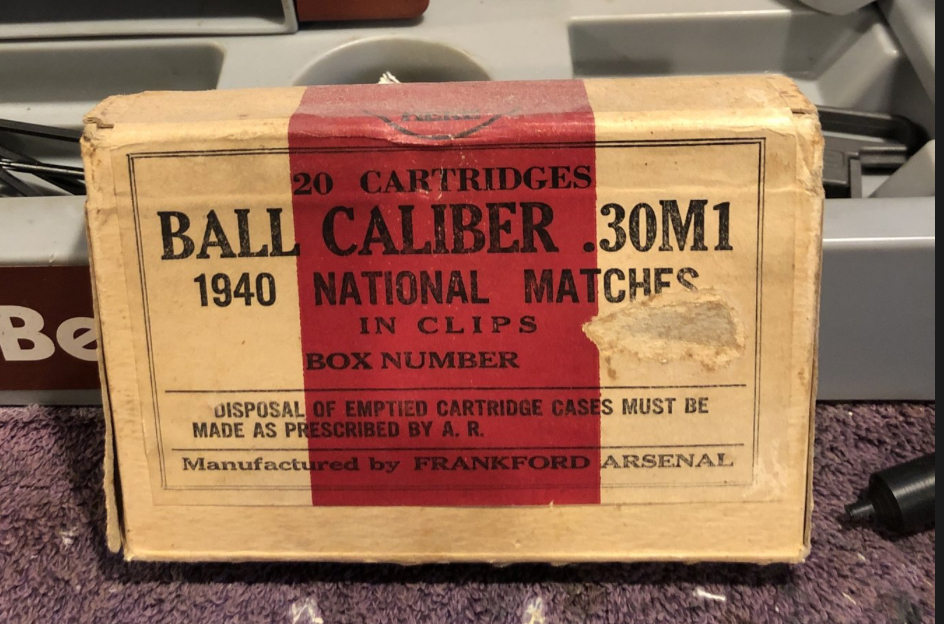 20 CARTRIDGES
BALL CALIBER .30M1
1940 NATIONAL MATCHES
IN CLIPS
BOX NUMBER
DISPOSAL OF EMPTIED CARTRIDGE CASES MUST BE
MADE AS PRESCRIBED BY A. R.
Manufactured by FRANKFORD ARSENAL
Be